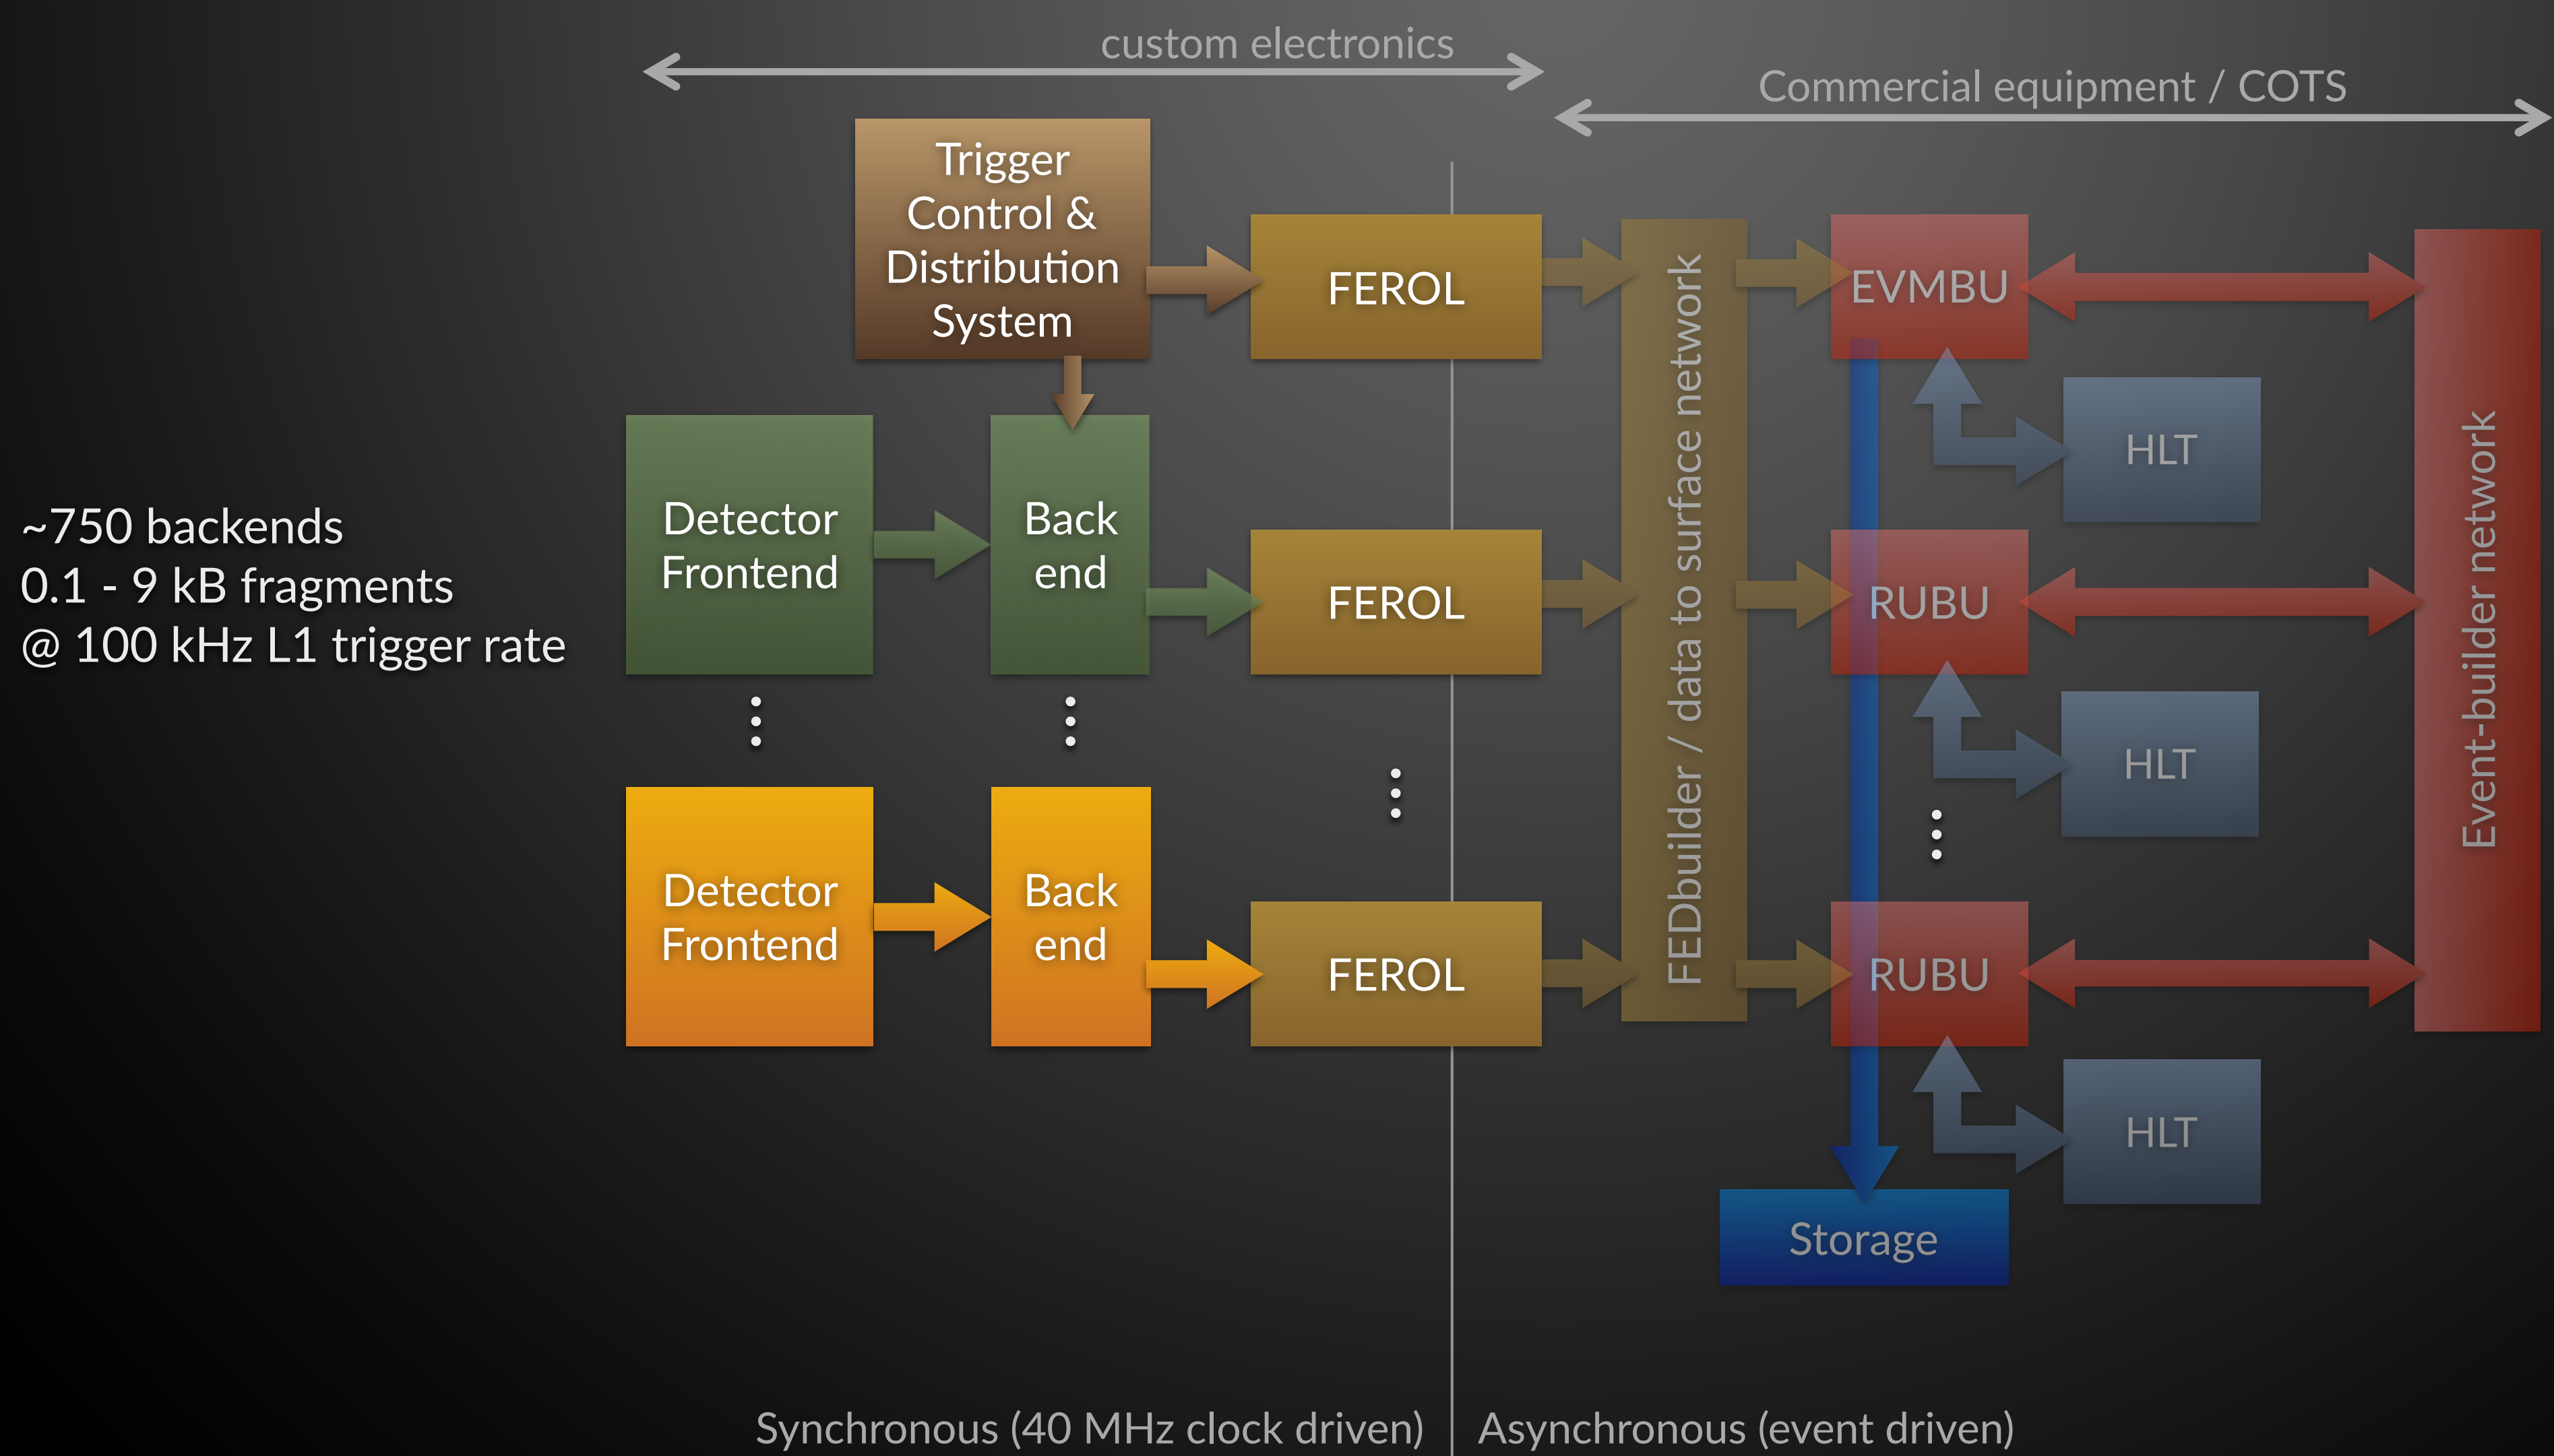 custom electronics
Commercial equipment / COTS
Trigger
Control &
Distribution
System
FEROL
FEDbuilder / data to surface network
EVMBU
Event-builder network
HLT
~750 backends
0.1 - 9 kB fragments
@ 100 kHz L1 trigger rate
Detector
Frontend
Back
end
FEROL
RUBU
HLT
Detector
Frontend
Back
end
FEROL
RUBU
HLT
Storage
Synchronous (40 MHz clock driven)
Asynchronous (event driven)